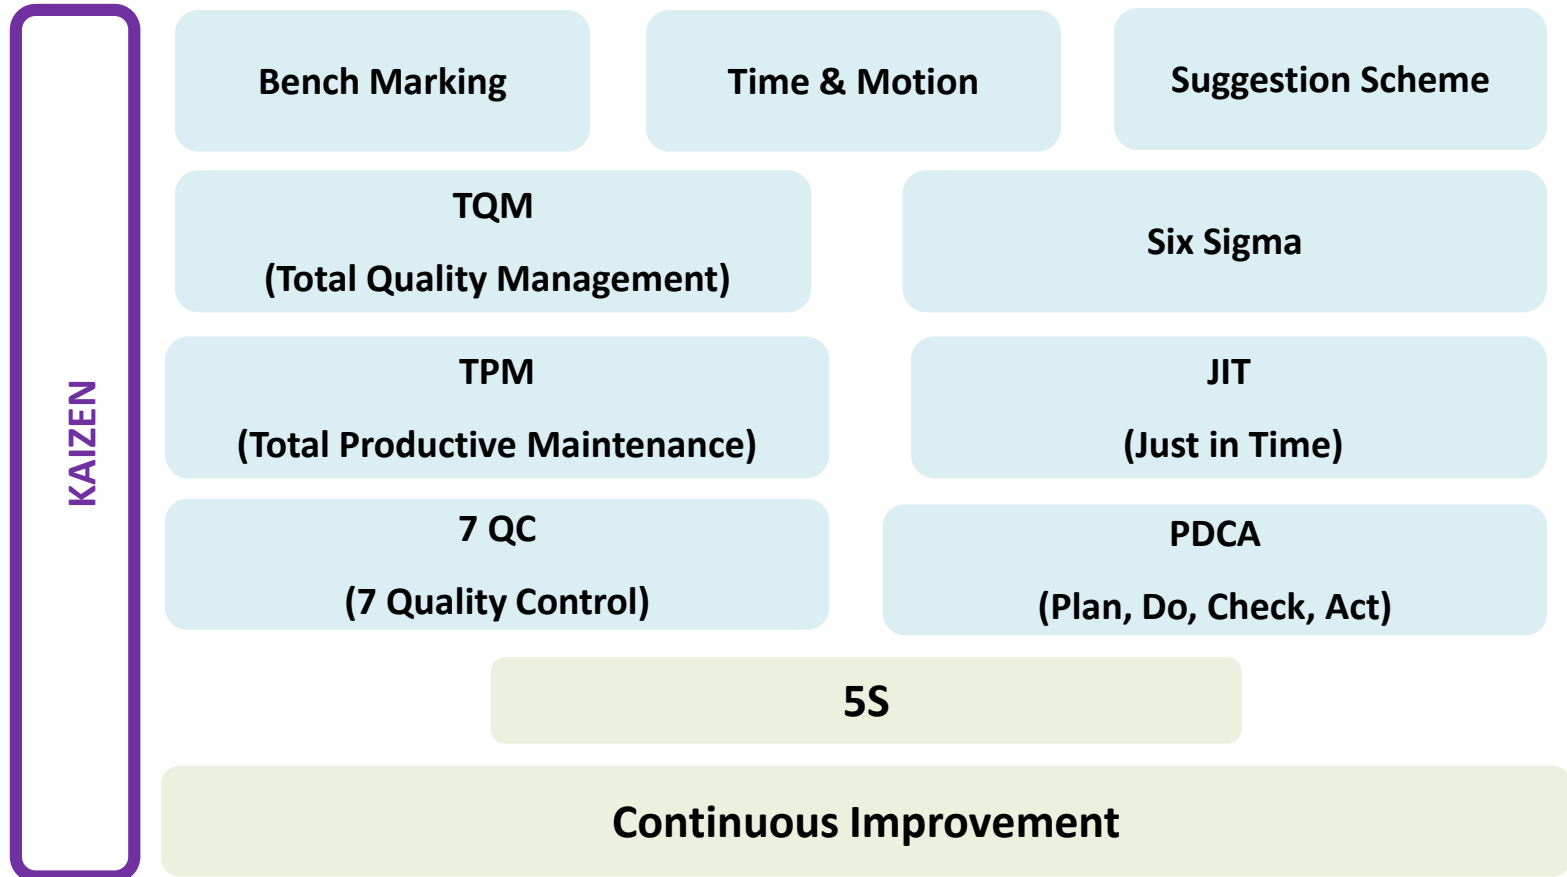 KAIZEN
Bench Marking
Time & Motion
Suggestion Scheme
TQM
(Total Quality Management)
Six Sigma
TPM
(Total Productive Maintenance)
JIT
(Just in Time)
7 QC
(7 Quality Control)
PDCA
(Plan, Do, Check, Act)
5S
Continuous Improvement